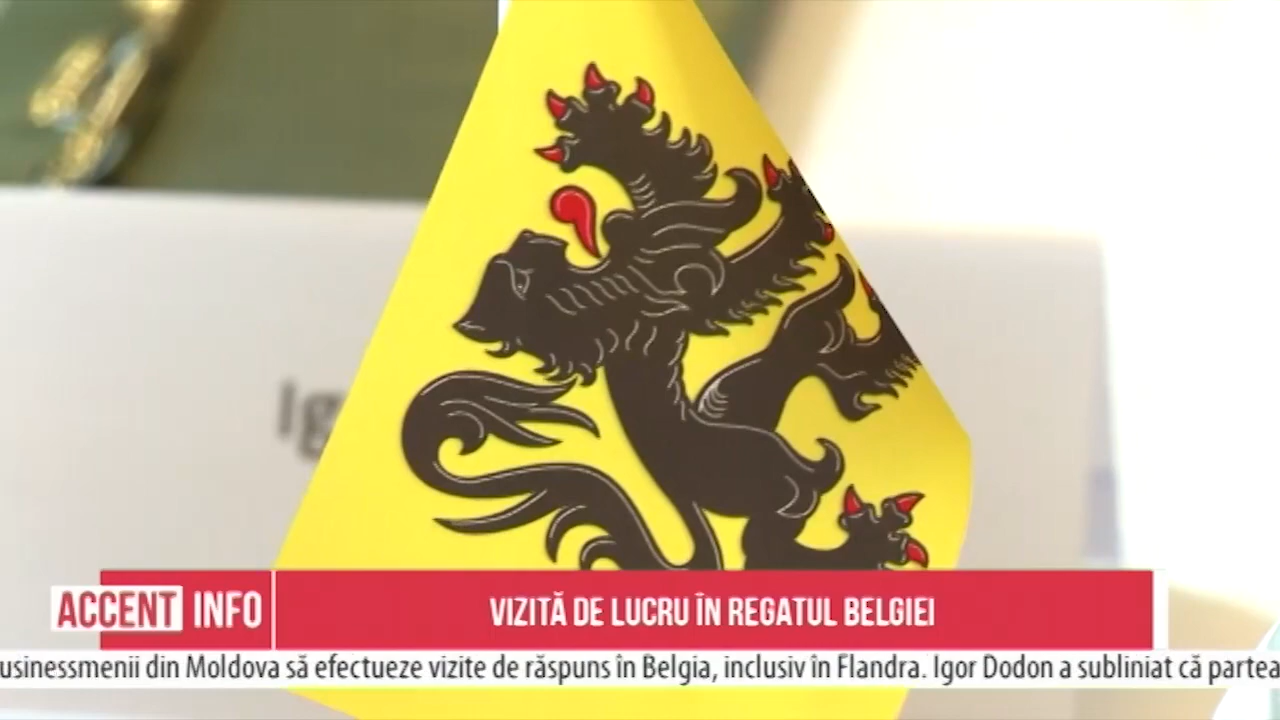 Ig
ACCENT INFO
VIZITĂ DE LUCRU ÎN REGATUL BELGIEI
usinessmenii din Moldova să efectueze vizite de răspuns în Belgia, inclusiv în Flandra. Igor Dodon a subliniat că partea